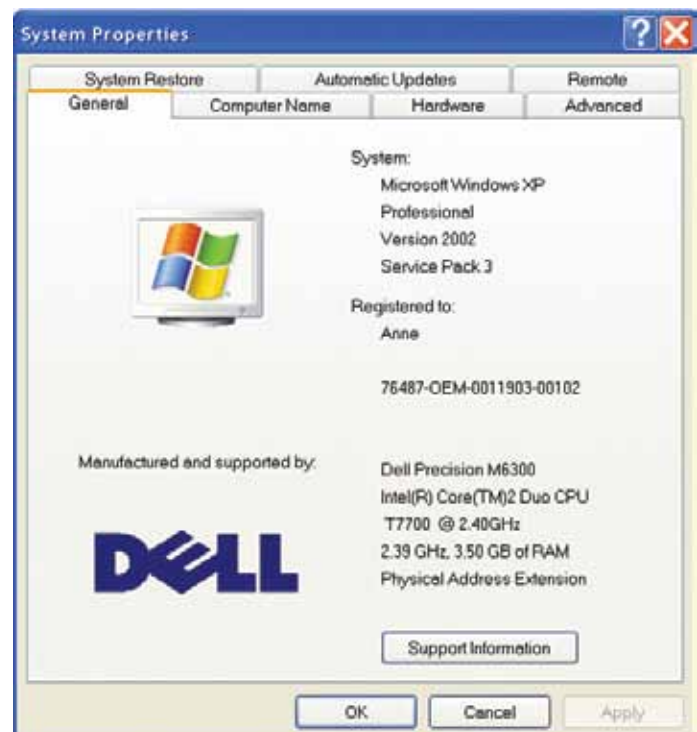 System Properties
System Restore Automatic Updates Remote
General Computer Name Hardware Advanced
System:
Microsoft Windows XP
Professional
Version 2002
Service Pack 3
Registered to:
Anne
76487-OEM-0011903-00102
Manufactured and supported by:
DELL
Dell Precision M6300
Intel(R) Core(TM)2 Duo CPU
T7700 @ 2.40GHz
2.39 GHz, 3.50 GB of RAM
Physical Address Extension
Support Information
OK Cancel Apply